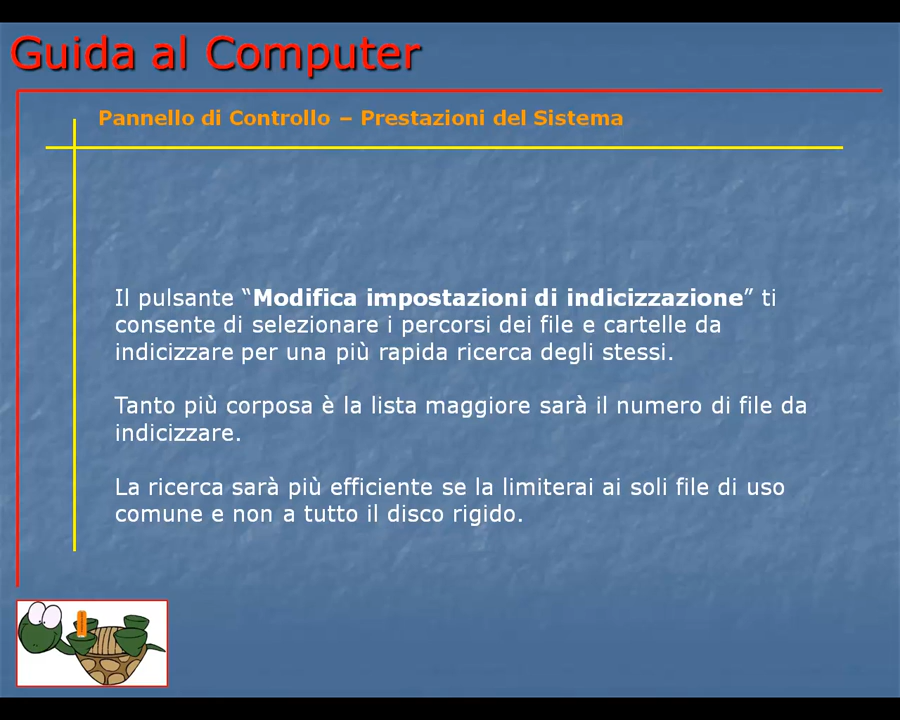 Guida al Computer
Pannello di Controllo – Prestazioni del Sistema
Il pulsante “Modifica impostazioni di indicizzazione” ti
consente di selezionare i percorsi dei file e cartelle da
indicizzare per una più rapida ricerca degli stessi.
Tanto più corposa è la lista maggiore sarà il numero di file da
indicizzare.
La ricerca sarà più efficiente se la limiterai ai soli file di uso
comune e non a tutto il disco rigido.